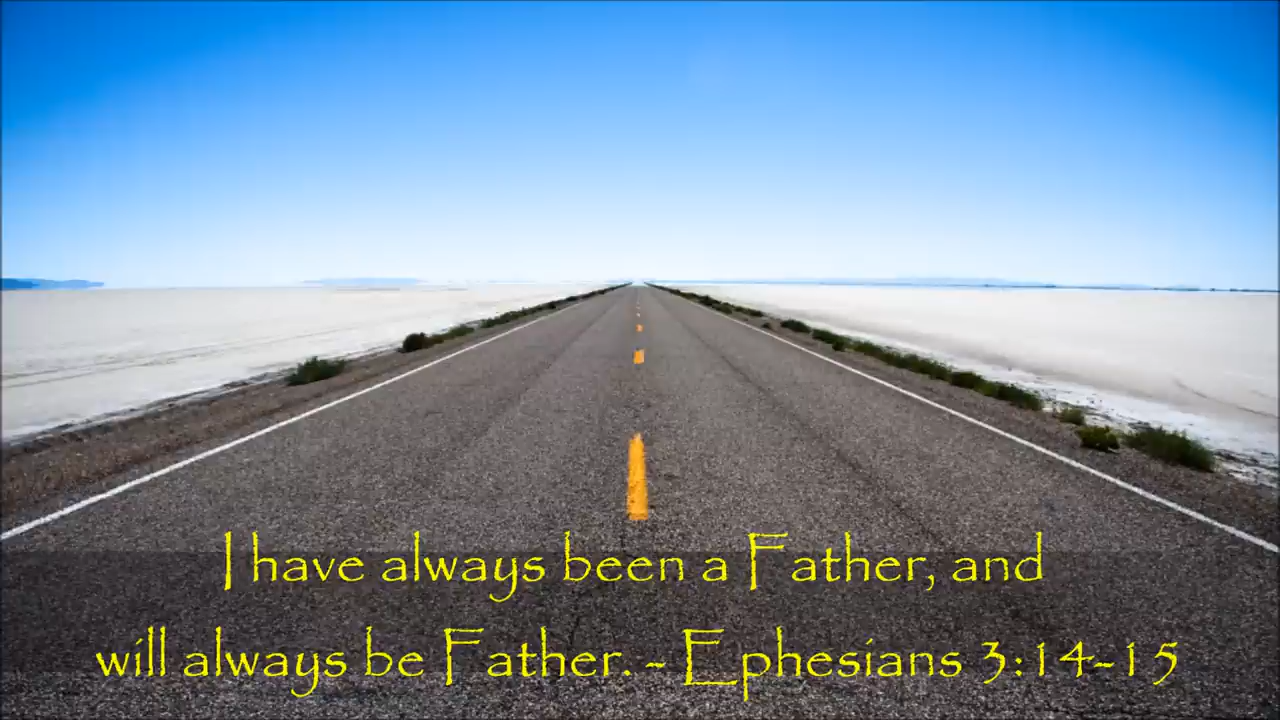 I have always been a Father, and
will always be Father. - Ephesians 3:14-15